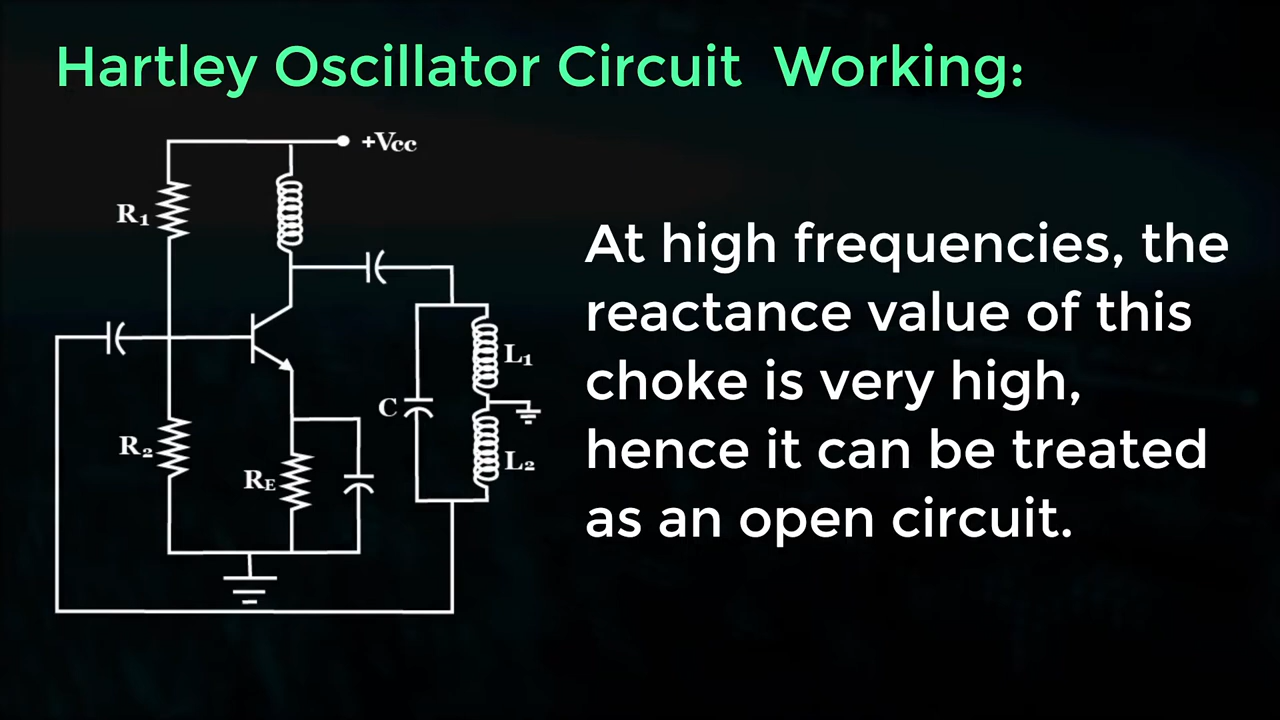 Hartley Oscillator Circuit Working:
+Vcc
R₁
L₁
C
R₂
L₂
RE
At high frequencies, the
reactance value of this
choke is very high,
hence it can be treated
as an open circuit.